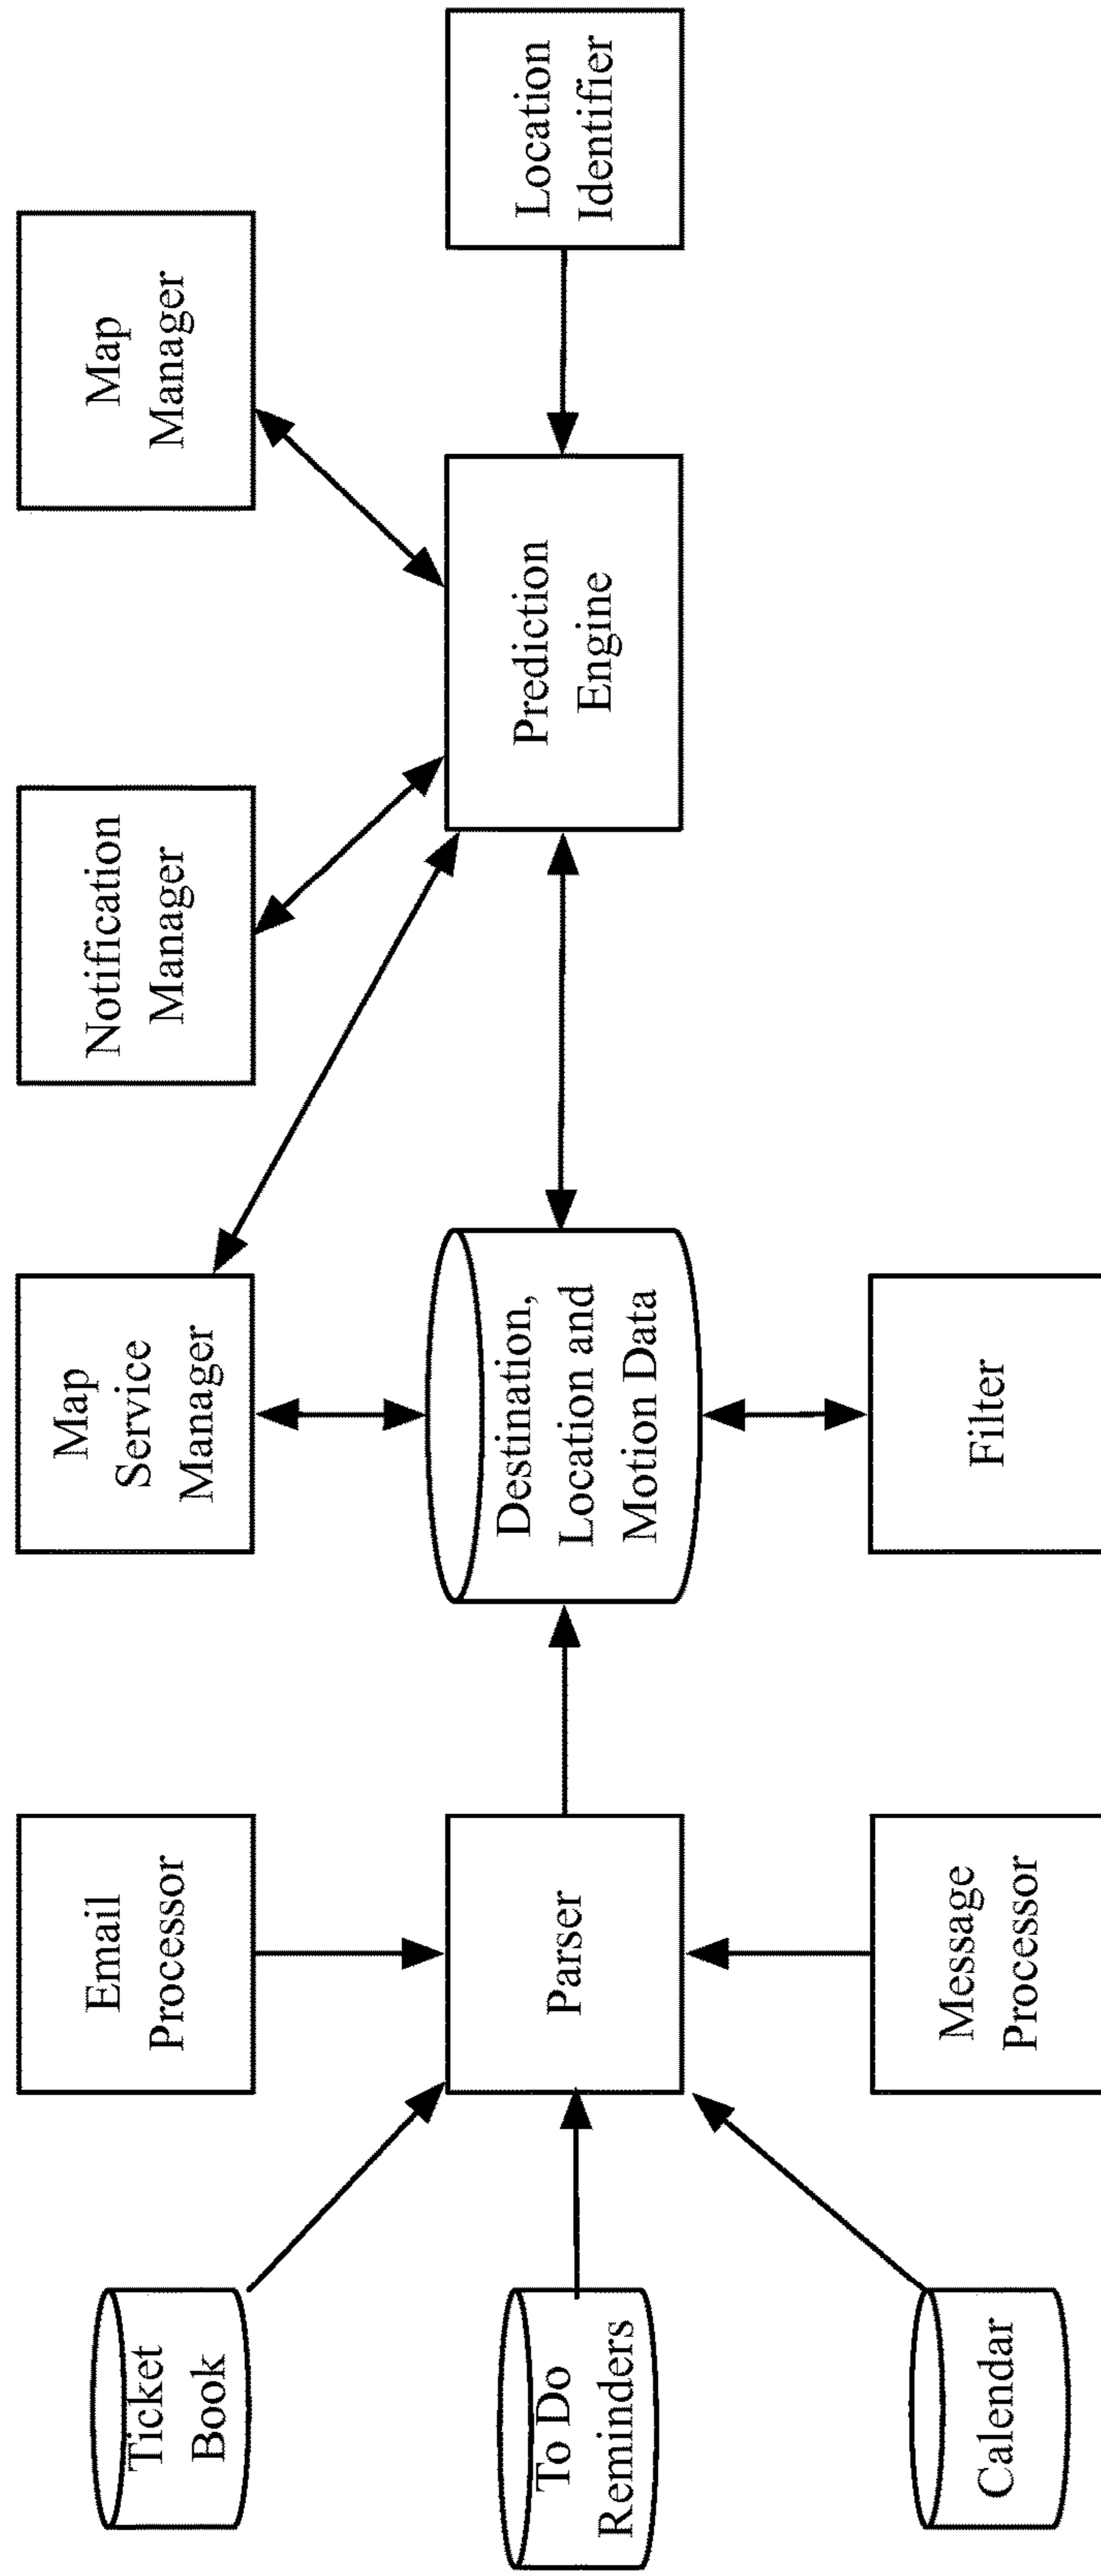 Ticket
Book
To Do
Reminders
Calendar
Email
Processor
Parser
Message
Processor
Map
Service
Manager
Destination,
Location and
Motion Data
Filter
Notification
Manager
Map
Manager
Prediction
Engine
Location
Identifier